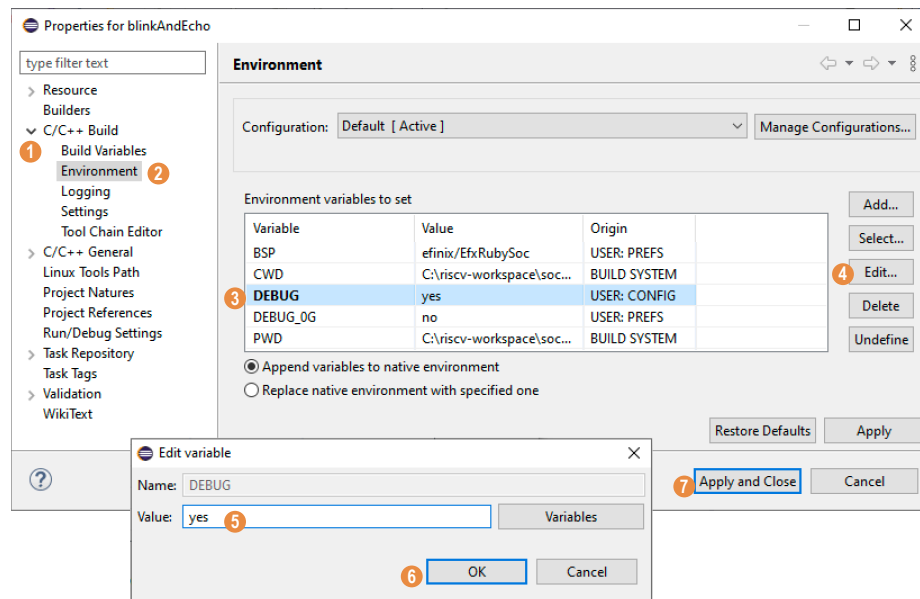 Properties for blinkAndEcho
type filter text
Resource
Builders
C/C++ Build
1
Build Variables
Environment 2
Logging
Settings
Tool Chain Editor
C/C++ General
Linux Tools Path
Project Natures
Project References
Run/Debug Settings
Task Repository
Task Tags
Validation
WikiText
Environment
Configuration: Default [ Active ] Manage Configurations...
Environment variables to set
Variable Value Origin
BSP efinix/EfxRubySoc USER: PREFS
CWD C:\riscv-workspace\soc... BUILD SYSTEM
3 DEBUG yes USER: CONFIG
DEBUG_0G no USER: PREFS
PWD C:\riscv-workspace\soc... BUILD SYSTEM
Add...
Select...
4 Edit...
Delete
Undefine
Append variables to native environment
Replace native environment with specified one
Restore Defaults Apply
? 7 Apply and Close Cancel
Edit variable
Name: DEBUG
Value: yes 5 Variables
6 OK Cancel